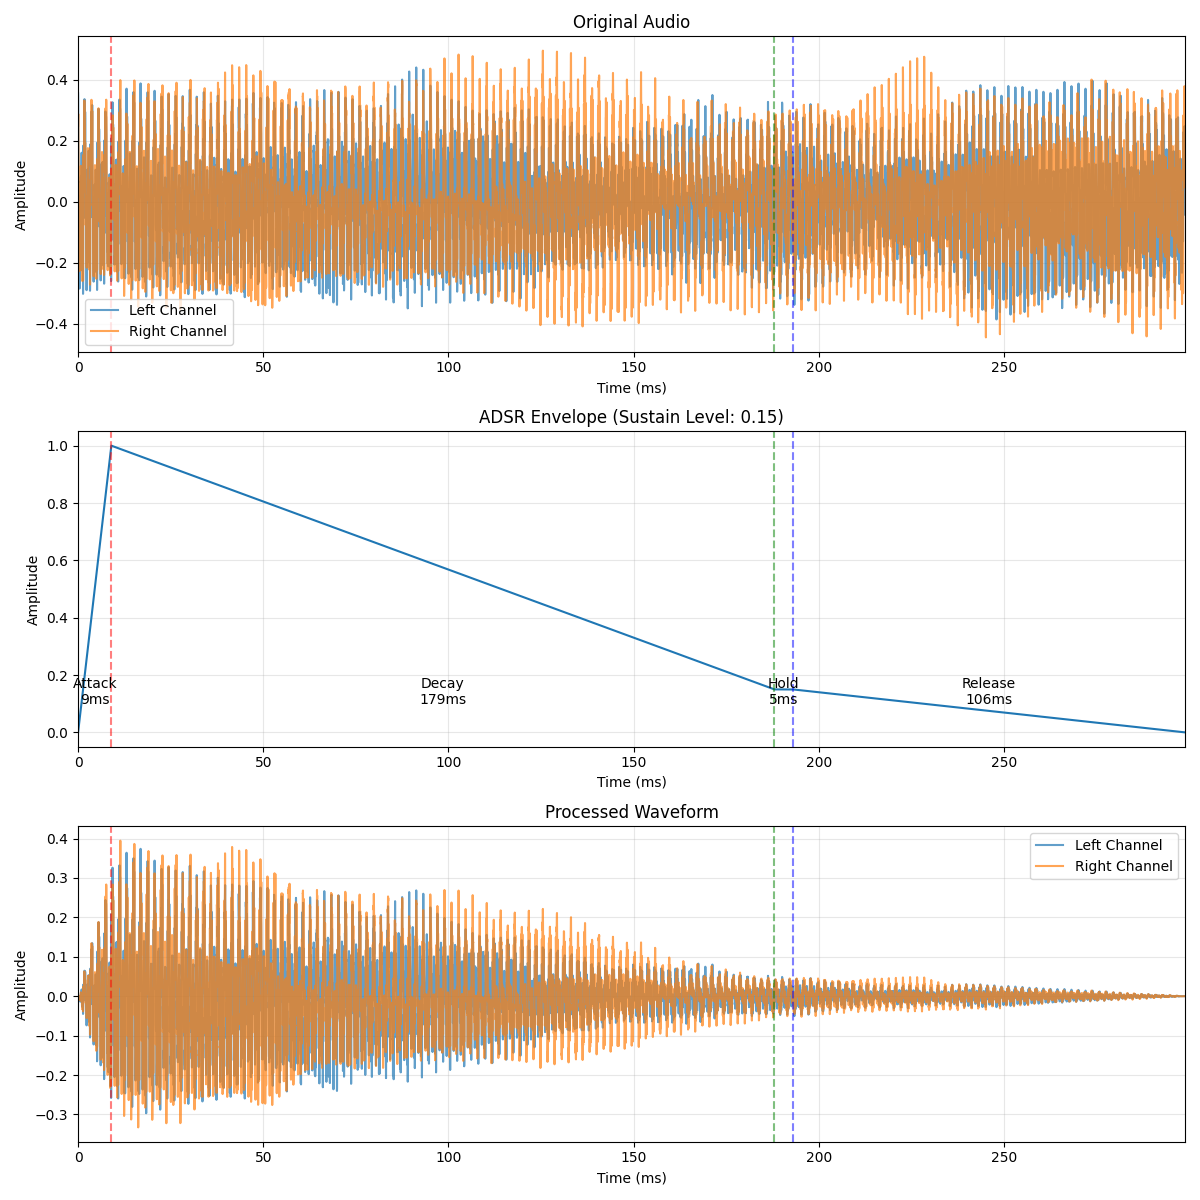 Original Audio
Amplitude
0.4
0.2
0.0
−0.2
−0.4
Left Channel
Right Channel
0 50 100 150 200 250
Time (ms)
ADSR Envelope (Sustain Level: 0.15)
Amplitude
1.0
0.8
0.6
0.4
0.2
0.0
Attack
9ms
Decay
179ms
Hold
5ms
Release
106ms
0 50 100 150 200 250
Time (ms)
Processed Waveform
Amplitude
0.4
0.3
0.2
0.1
0.0
−0.1
−0.2
−0.3
Left Channel
Right Channel
0 50 100 150 200 250
Time (ms)